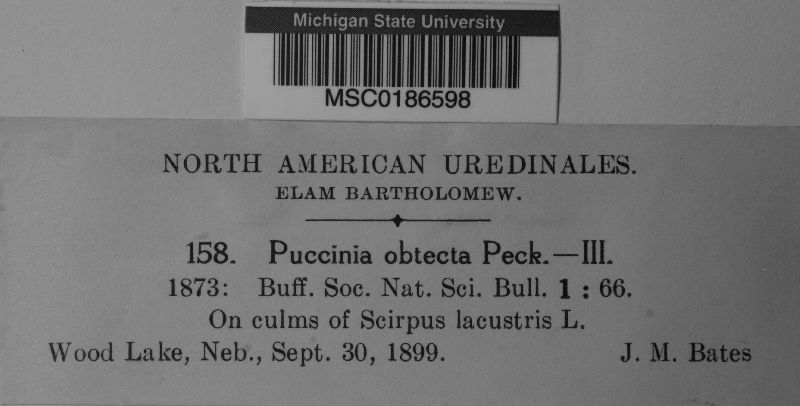 Michigan State University
MSC0186598
NORTH AMERICAN UREDINALES.
ELAM BARTHOLOMEW.
158. Puccinia obtecta Peck.—III.
1873: Buff. Soc. Nat. Sci. Bull. 1 : 66.
On culms of Scirpus lacustris L.
Wood Lake, Neb., Sept. 30, 1899. J. M. Bates